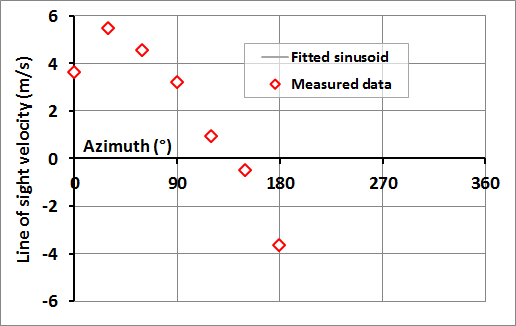 6
4
2
0
-2
-4
-6
Line of sight velocity (m/s)
Azimuth (°)
0 90 180 270 360
Fitted sinusoid
Measured data